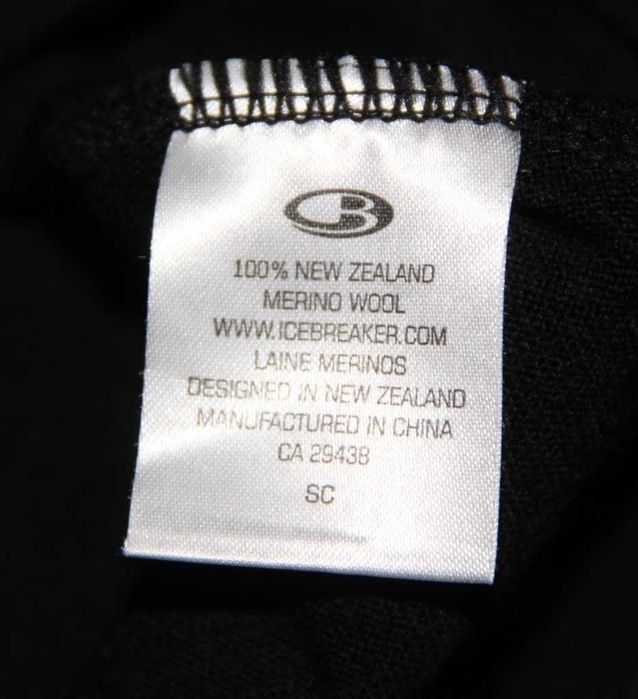 100% NEW ZEALAND
MERINO WOOL
WWW.ICEBREAKER.COM
LAINE MERINOS
DESIGNED IN NEW ZEALAND
MANUFACTURED IN CHINA
CA 29438
SC